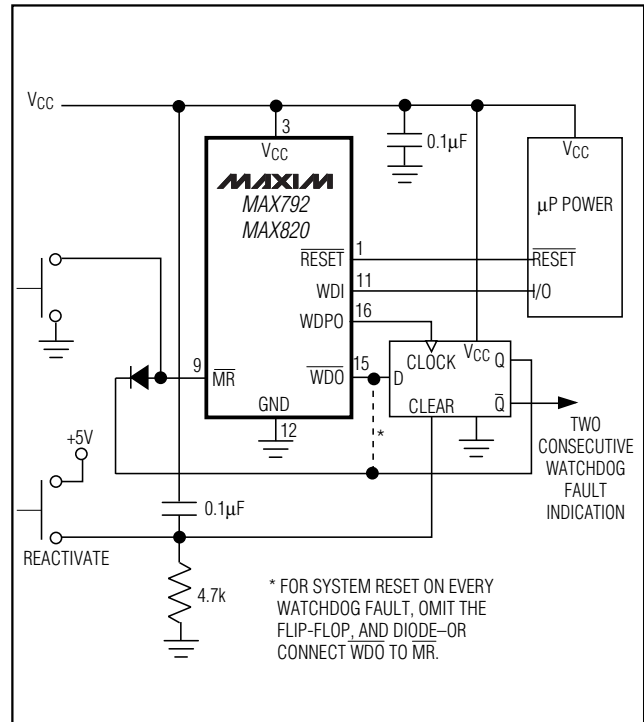 VCC
3
VCC
0.1µF
VCC
MAXIM
MAX792
MAX820
µP POWER
RESET
1
RESET
WDI
11
I/O
WDPO
16
VCC
Q
CLOCK
9
MR
WDO
15
D
Q
CLEAR
GND
12
*
TWO
CONSECUTIVE
WATCHDOG
FAULT
INDICATION
+5V
0.1µF
REACTIVATE
4.7k
* FOR SYSTEM RESET ON EVERY
WATCHDOG FAULT, OMIT THE
FLIP-FLOP, AND DIODE–OR
CONNECT WDO TO MR.